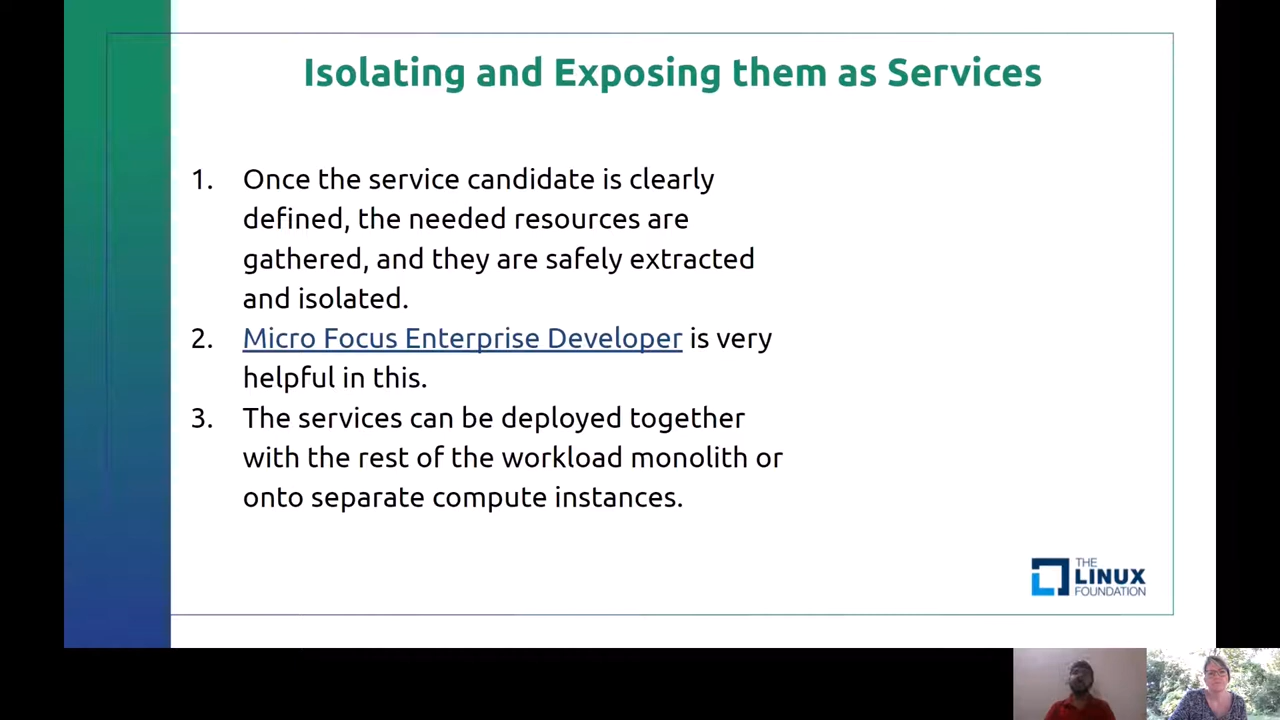 Isolating and Exposing them as Services
1. Once the service candidate is clearly
defined, the needed resources are
gathered, and they are safely extracted
and isolated.
2. Micro Focus Enterprise Developer is very
helpful in this.
3. The services can be deployed together
with the rest of the workload monolith or
onto separate compute instances.
THE
LINUX
FOUNDATION